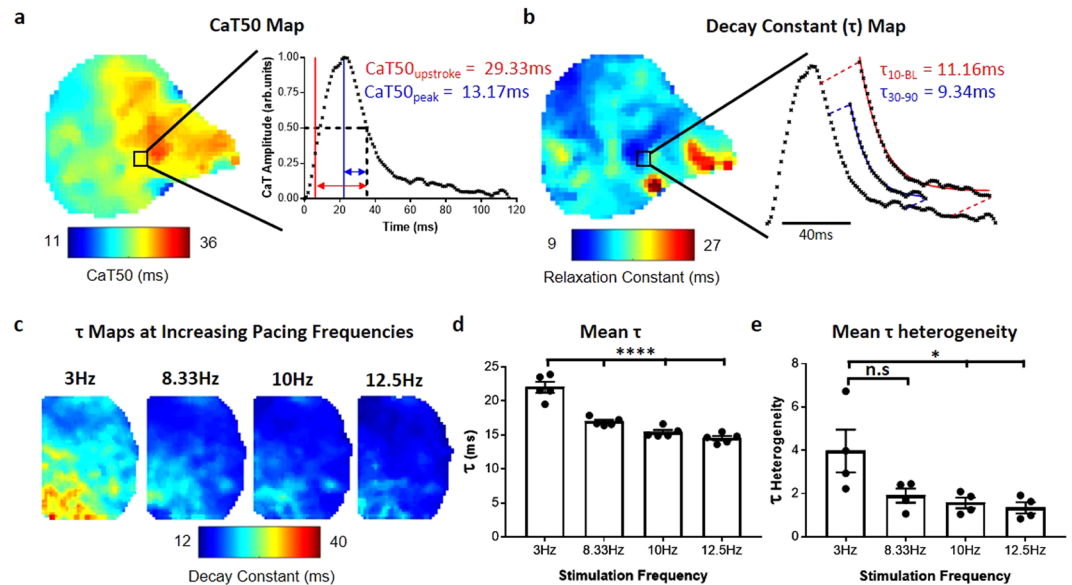 a
CaT50 Map
CaT Amplitude (arb.units)
1.00
0.75
0.50
0.25
0.00
0 20 40 60 80 100 120
Time (ms)
CaT50upstroke = 29.33ms
CaT50peak = 13.17ms
11 36
CaT50 (ms)
b
Decay Constant (τ) Map
τ10-BL = 11.16ms
τ30-90 = 9.34ms
40ms
9 27
Relaxation Constant (ms)
c
τ Maps at Increasing Pacing Frequencies
3Hz 8.33Hz 10Hz 12.5Hz
12 40
Decay Constant (ms)
d
Mean τ
****
τ (ms)
25
20
15
10
5
0
3Hz 8.33Hz 10Hz 12.5Hz
Stimulation Frequency
e
Mean τ heterogeneity
*
n.s
τ Heterogeneity
8
6
4
2
0
3Hz 8.33Hz 10Hz 12.5Hz
Stimulation Frequency